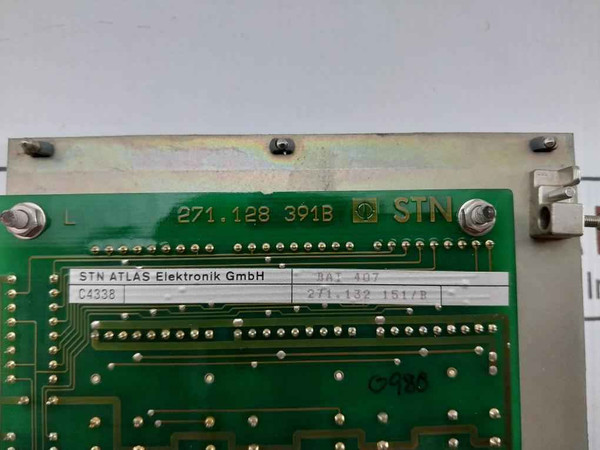 L 271.128 391B STN
STN ATLAS Elektronik GmbH BAI 407
C4338 271.132 151/B
0980